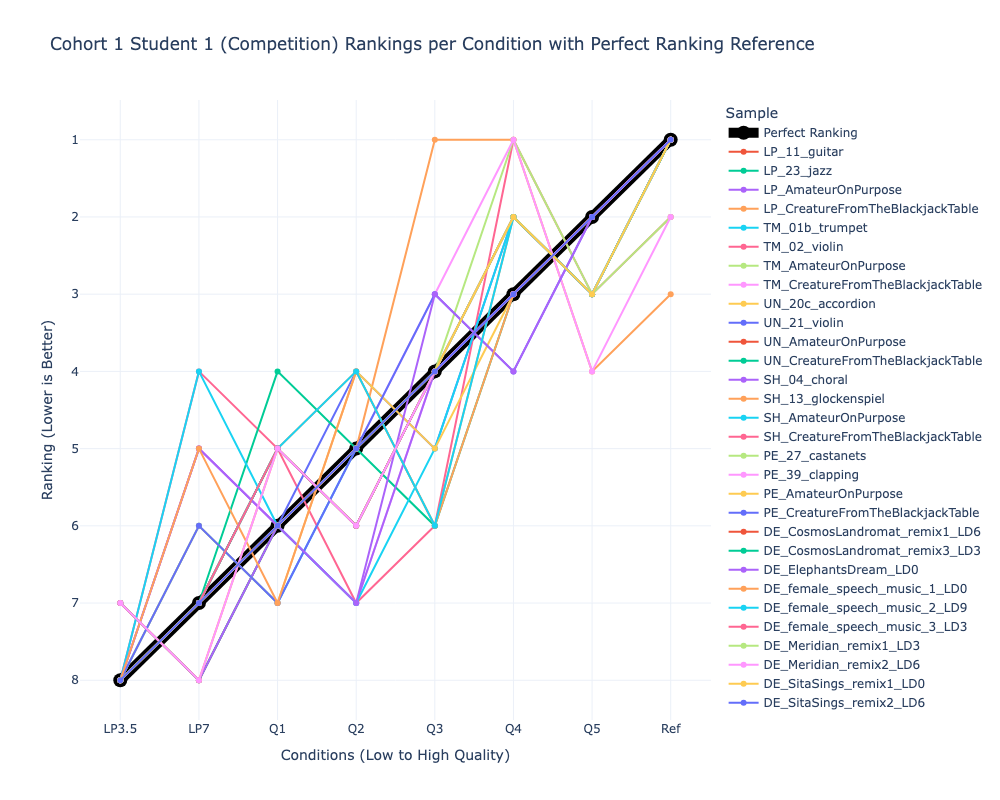 Cohort 1 Student 1 (Competition) Rankings per Condition with Perfect Ranking Reference
Ranking (Lower is Better)
1
2
3
4
5
6
7
8
LP3.5
LP7
Q1
Q2
Q3
Q4
Q5
Ref
Conditions (Low to High Quality)
Sample
Perfect Ranking
LP_11_guitar
LP_23_jazz
LP_AmateurOnPurpose
LP_CreatureFromTheBlackjackTable
TM_01b_trumpet
TM_02_violin
TM_AmateurOnPurpose
TM_CreatureFromTheBlackjackTable
UN_20c_accordion
UN_21_violin
UN_AmateurOnPurpose
UN_CreatureFromTheBlackjackTable
SH_04_choral
SH_13_glockenspiel
SH_AmateurOnPurpose
SH_CreatureFromTheBlackjackTable
PE_27_castanets
PE_39_clapping
PE_AmateurOnPurpose
PE_CreatureFromTheBlackjackTable
DE_CosmosLandromat_remix1_LD6
DE_CosmosLandromat_remix3_LD3
DE_ElephantsDream_LD0
DE_female_speech_music_1_LD0
DE_female_speech_music_2_LD9
DE_female_speech_music_3_LD3
DE_Meridian_remix1_LD3
DE_Meridian_remix2_LD6
DE_SitaSings_remix1_LD0
DE_SitaSings_remix2_LD6